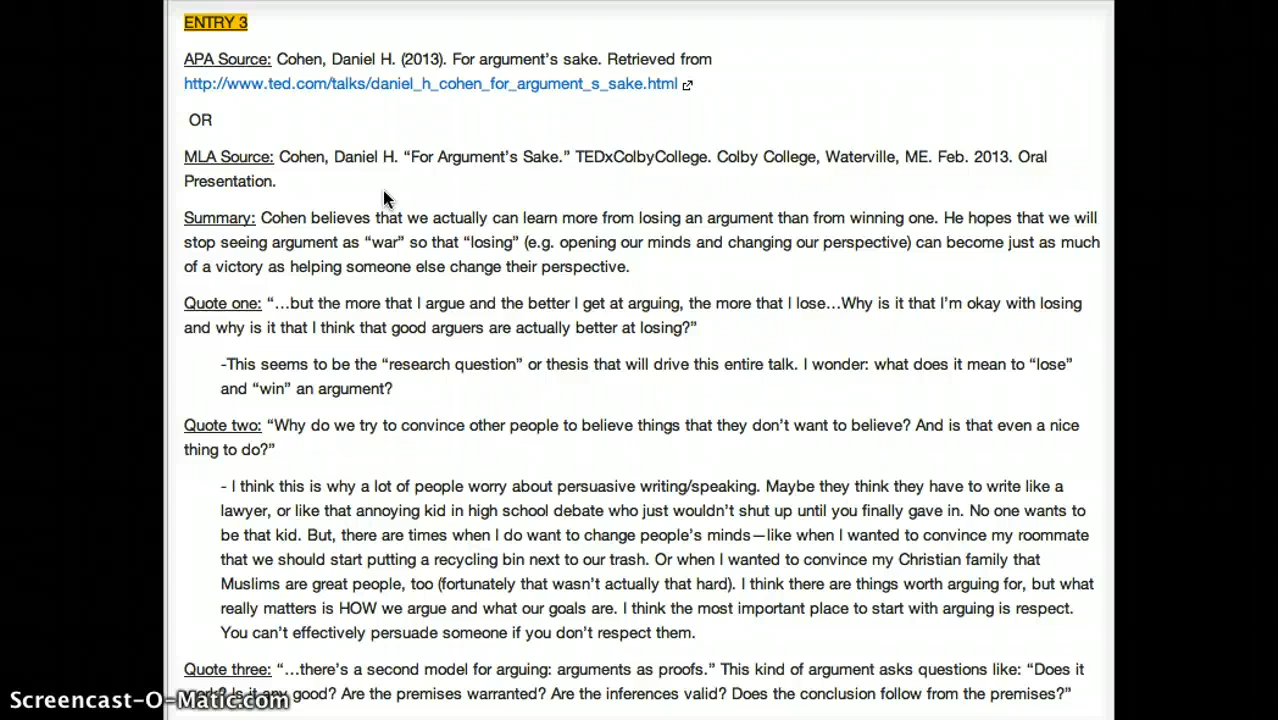 ENTRY 3
APA Source: Cohen, Daniel H. (2013). For argument’s sake. Retrieved from
http://www.ted.com/talks/daniel_h_cohen_for_argument_s_sake.html
OR
MLA Source: Cohen, Daniel H. “For Argument’s Sake.” TEDxColbyCollege. Colby College, Waterville, ME. Feb. 2013. Oral
Presentation.
Summary: Cohen believes that we actually can learn more from losing an argument than from winning one. He hopes that we will
stop seeing argument as “war” so that “losing” (e.g. opening our minds and changing our perspective) can become just as much
of a victory as helping someone else change their perspective.
Quote one: “…but the more that I argue and the better I get at arguing, the more that I lose…Why is it that I’m okay with losing
and why is it that I think that good arguers are actually better at losing?”
-This seems to be the “research question” or thesis that will drive this entire talk. I wonder: what does it mean to “lose”
and “win” an argument?
Quote two: “Why do we try to convince other people to believe things that they don’t want to believe? And is that even a nice
thing to do?”
- I think this is why a lot of people worry about persuasive writing/speaking. Maybe they think they have to write like a
lawyer, or like that annoying kid in high school debate who just wouldn’t shut up until you finally gave in. No one wants to
be that kid. But, there are times when I do want to change people’s minds—like when I wanted to convince my roommate
that we should start putting a recycling bin next to our trash. Or when I wanted to convince my Christian family that
Muslims are great people, too (fortunately that wasn’t actually that hard). I think there are things worth arguing for, but what
really matters is HOW we argue and what our goals are. I think the most important place to start with arguing is respect.
You can’t effectively persuade someone if you don’t respect them.
Quote three: “…there’s a second model for arguing: arguments as proofs.” This kind of argument asks questions like: “Does it
good? Are the premises warranted? Are the inferences valid? Does the conclusion follow from the premises?”
Screencast-O-Matic.com